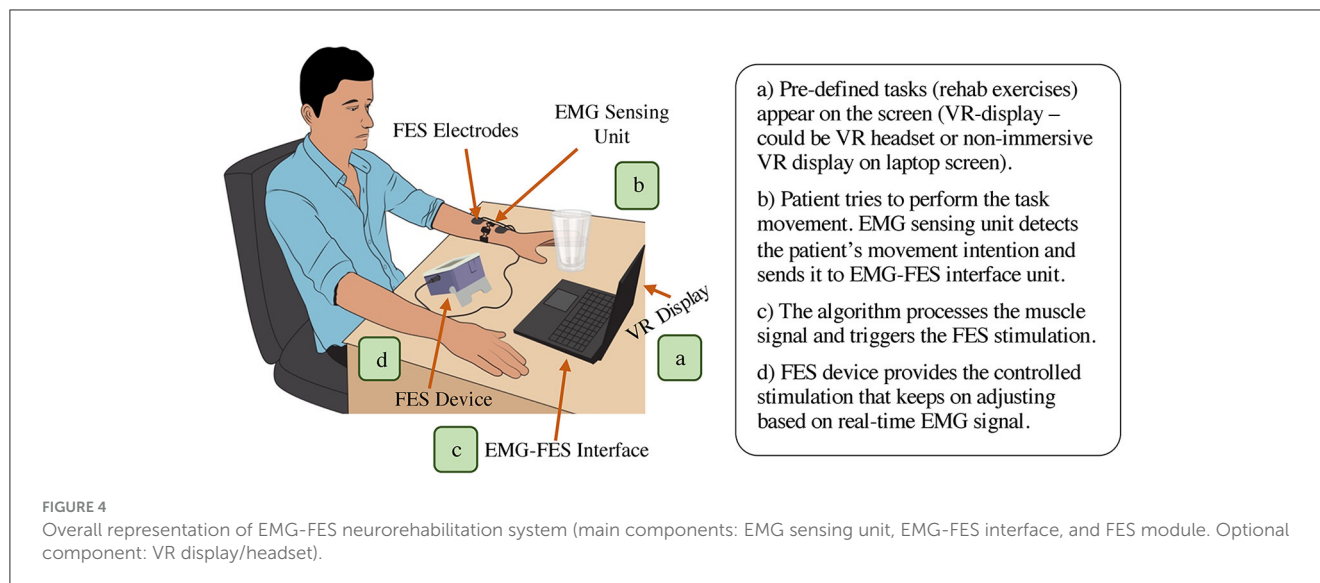 FES Electrodes
EMG Sensing
Unit
b
VR Display
a
d
FES Device
c
EMG-FES Interface
a) Pre-defined tasks (rehab exercises)
appear on the screen (VR-display –
could be VR headset or non-immersive
VR display on laptop screen).
b) Patient tries to perform the task
movement. EMG sensing unit detects
the patient's movement intention and
sends it to EMG-FES interface unit.
c) The algorithm processes the muscle
signal and triggers the FES stimulation.
d) FES device provides the controlled
stimulation that keeps on adjusting
based on real-time EMG signal.
FIGURE 4
Overall representation of EMG-FES neurorehabilitation system (main components: EMG sensing unit, EMG-FES interface, and FES module. Optional
component: VR display/headset).